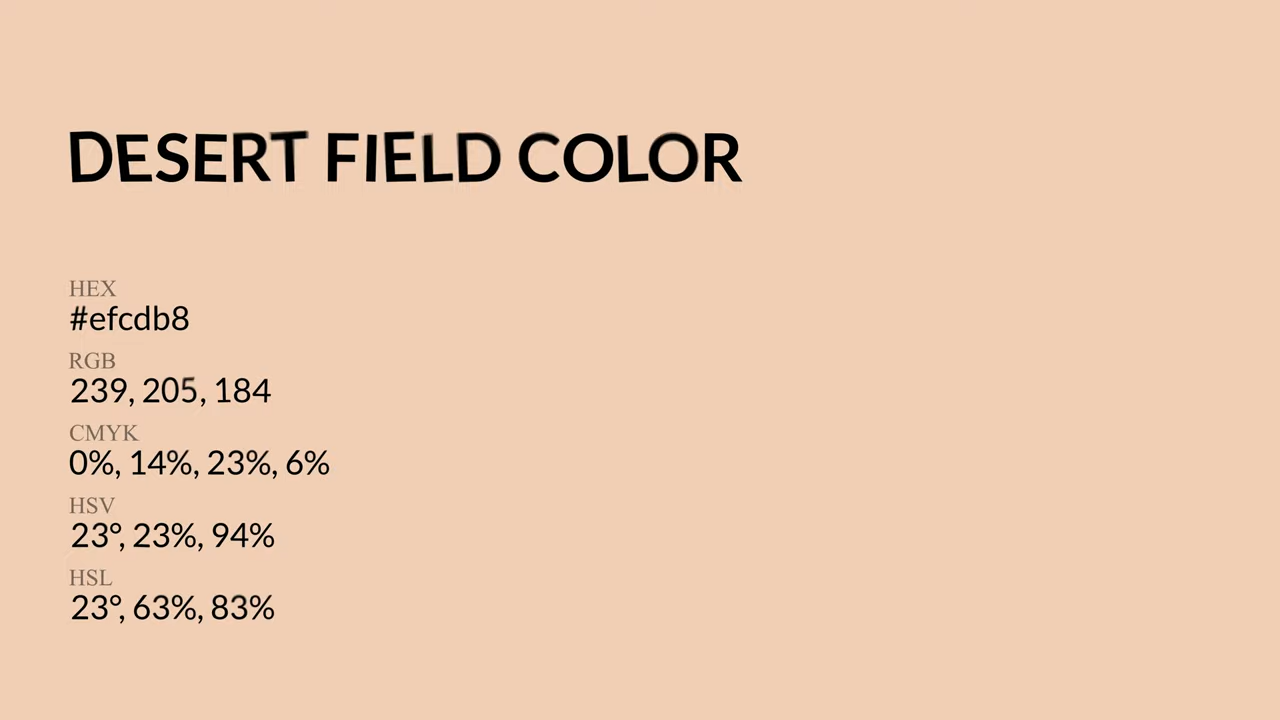 DESERT FIELD COLOR
HEX
#efcdb8
RGB
239, 205, 184
CMYK
0%, 14%, 23%, 6%
HSV
23°, 23%, 94%
HSL
23°, 63%, 83%